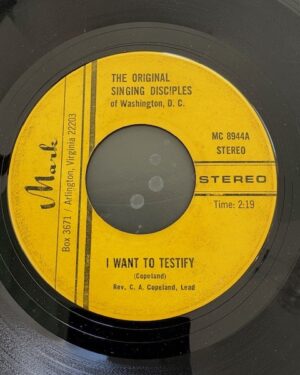 THE ORIGINAL
SINGING DISCIPLES
of Washington, D. C.
MC 8944A
STEREO
STEREO
Time: 2:19
Mark
Box 3671 / Arlington, Virginia 22203
I WANT TO TESTIFY
(Copeland)
Rev. C. A. Copeland, Lead